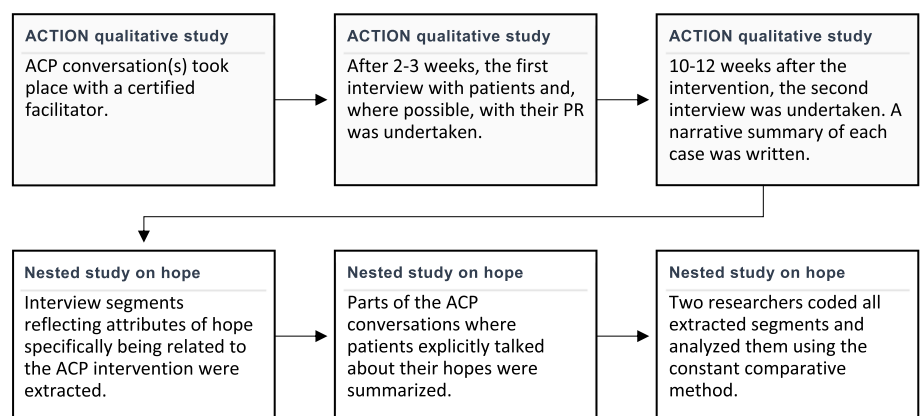 ACTION qualitative study
ACP conversation(s) took
place with a certified
facilitator.
ACTION qualitative study
After 2-3 weeks, the first
interview with patients and,
where possible, with their PR
was undertaken.
ACTION qualitative study
10-12 weeks after the
intervention, the second
interview was undertaken. A
narrative summary of each
case was written.
Nested study on hope
Interview segments
reflecting attributes of hope
specifically being related to
the ACP intervention were
extracted.
Nested study on hope
Parts of the ACP
conversations where
patients explicitly talked
about their hopes were
summarized.
Nested study on hope
Two researchers coded all
extracted segments and
analyzed them using the
constant comparative
method.